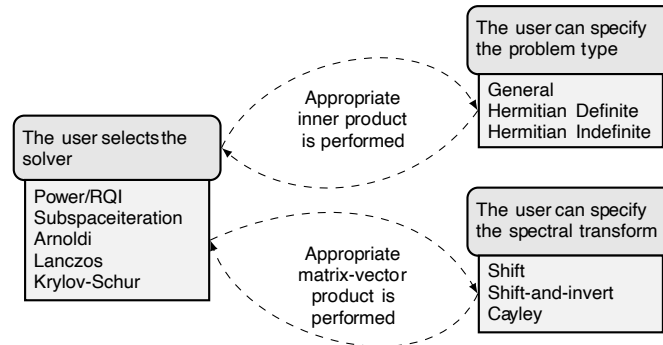 The user can specify
the problem type
General
Hermitian Definite
Hermitian Indefinite
Appropriate
inner product
is performed
The user selects the
solver
Power/RQI
Subspaceiteration
Arnoldi
Lanczos
Krylov-Schur
The user can specify
the spectral transform
Shift
Shift-and-invert
Cayley
Appropriate
matrix-vector
product is
performed